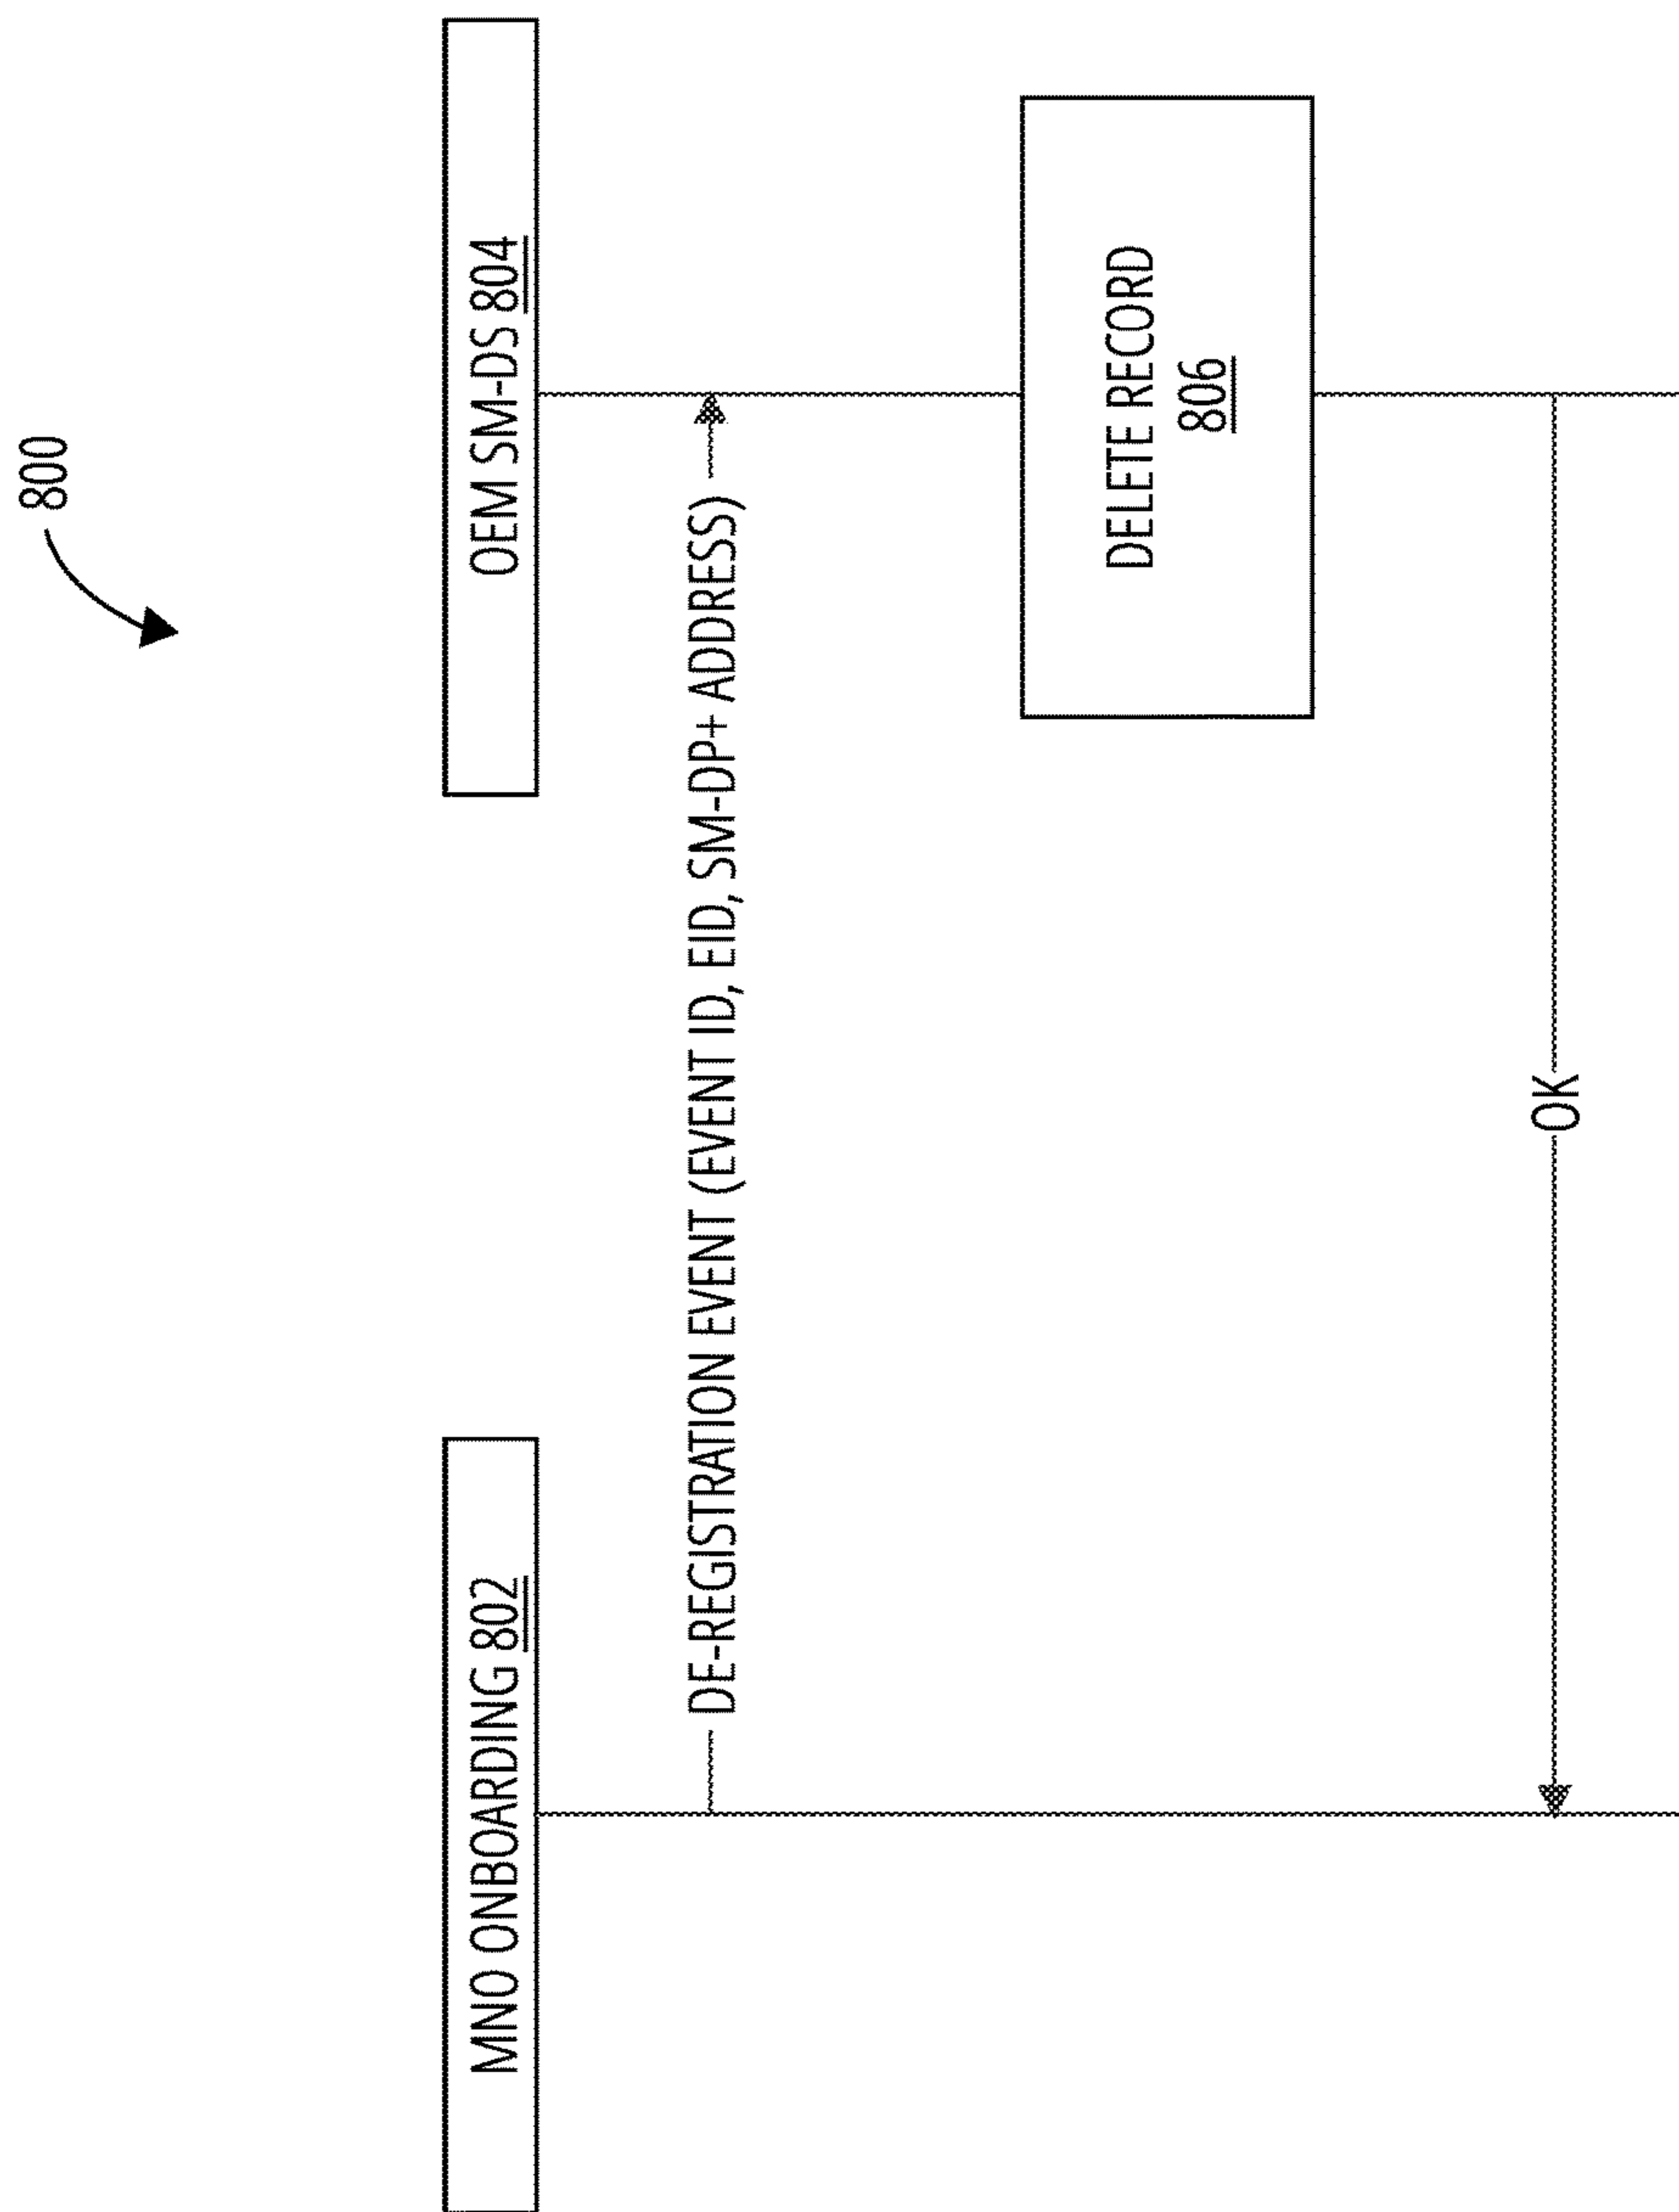 800
MNO ONBOARDING 802
OEM SM-DS 804
DE-REGISTRATION EVENT (EVENT ID, EID, SM-DP+ ADDRESS)
DELETE RECORD
806
OK